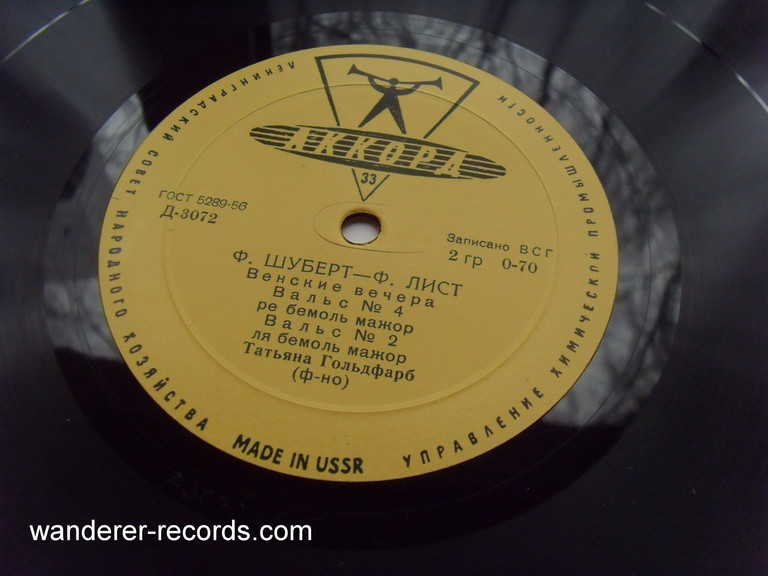 ЛЕНИНГРАДСКИЙ СОВЕТ НАРОДНОГО ХОЗЯЙСТВА
УПРАВЛЕНИЕ ХИМИЧЕСКОЙ ПРОМЫШЛЕННОСТИ
АККОРД
33
ГОСТ 5289-56
Д-3072
Записано ВСГ
2 гр 0-70
Ф. ШУБЕРТ—Ф. ЛИСТ
Венские вечера
Вальс № 4
ре бемоль мажор
Вальс № 2
ля бемоль мажор
Татьяна Гольдфарб
(ф-но)
MADE IN USSR
wanderer-records.com